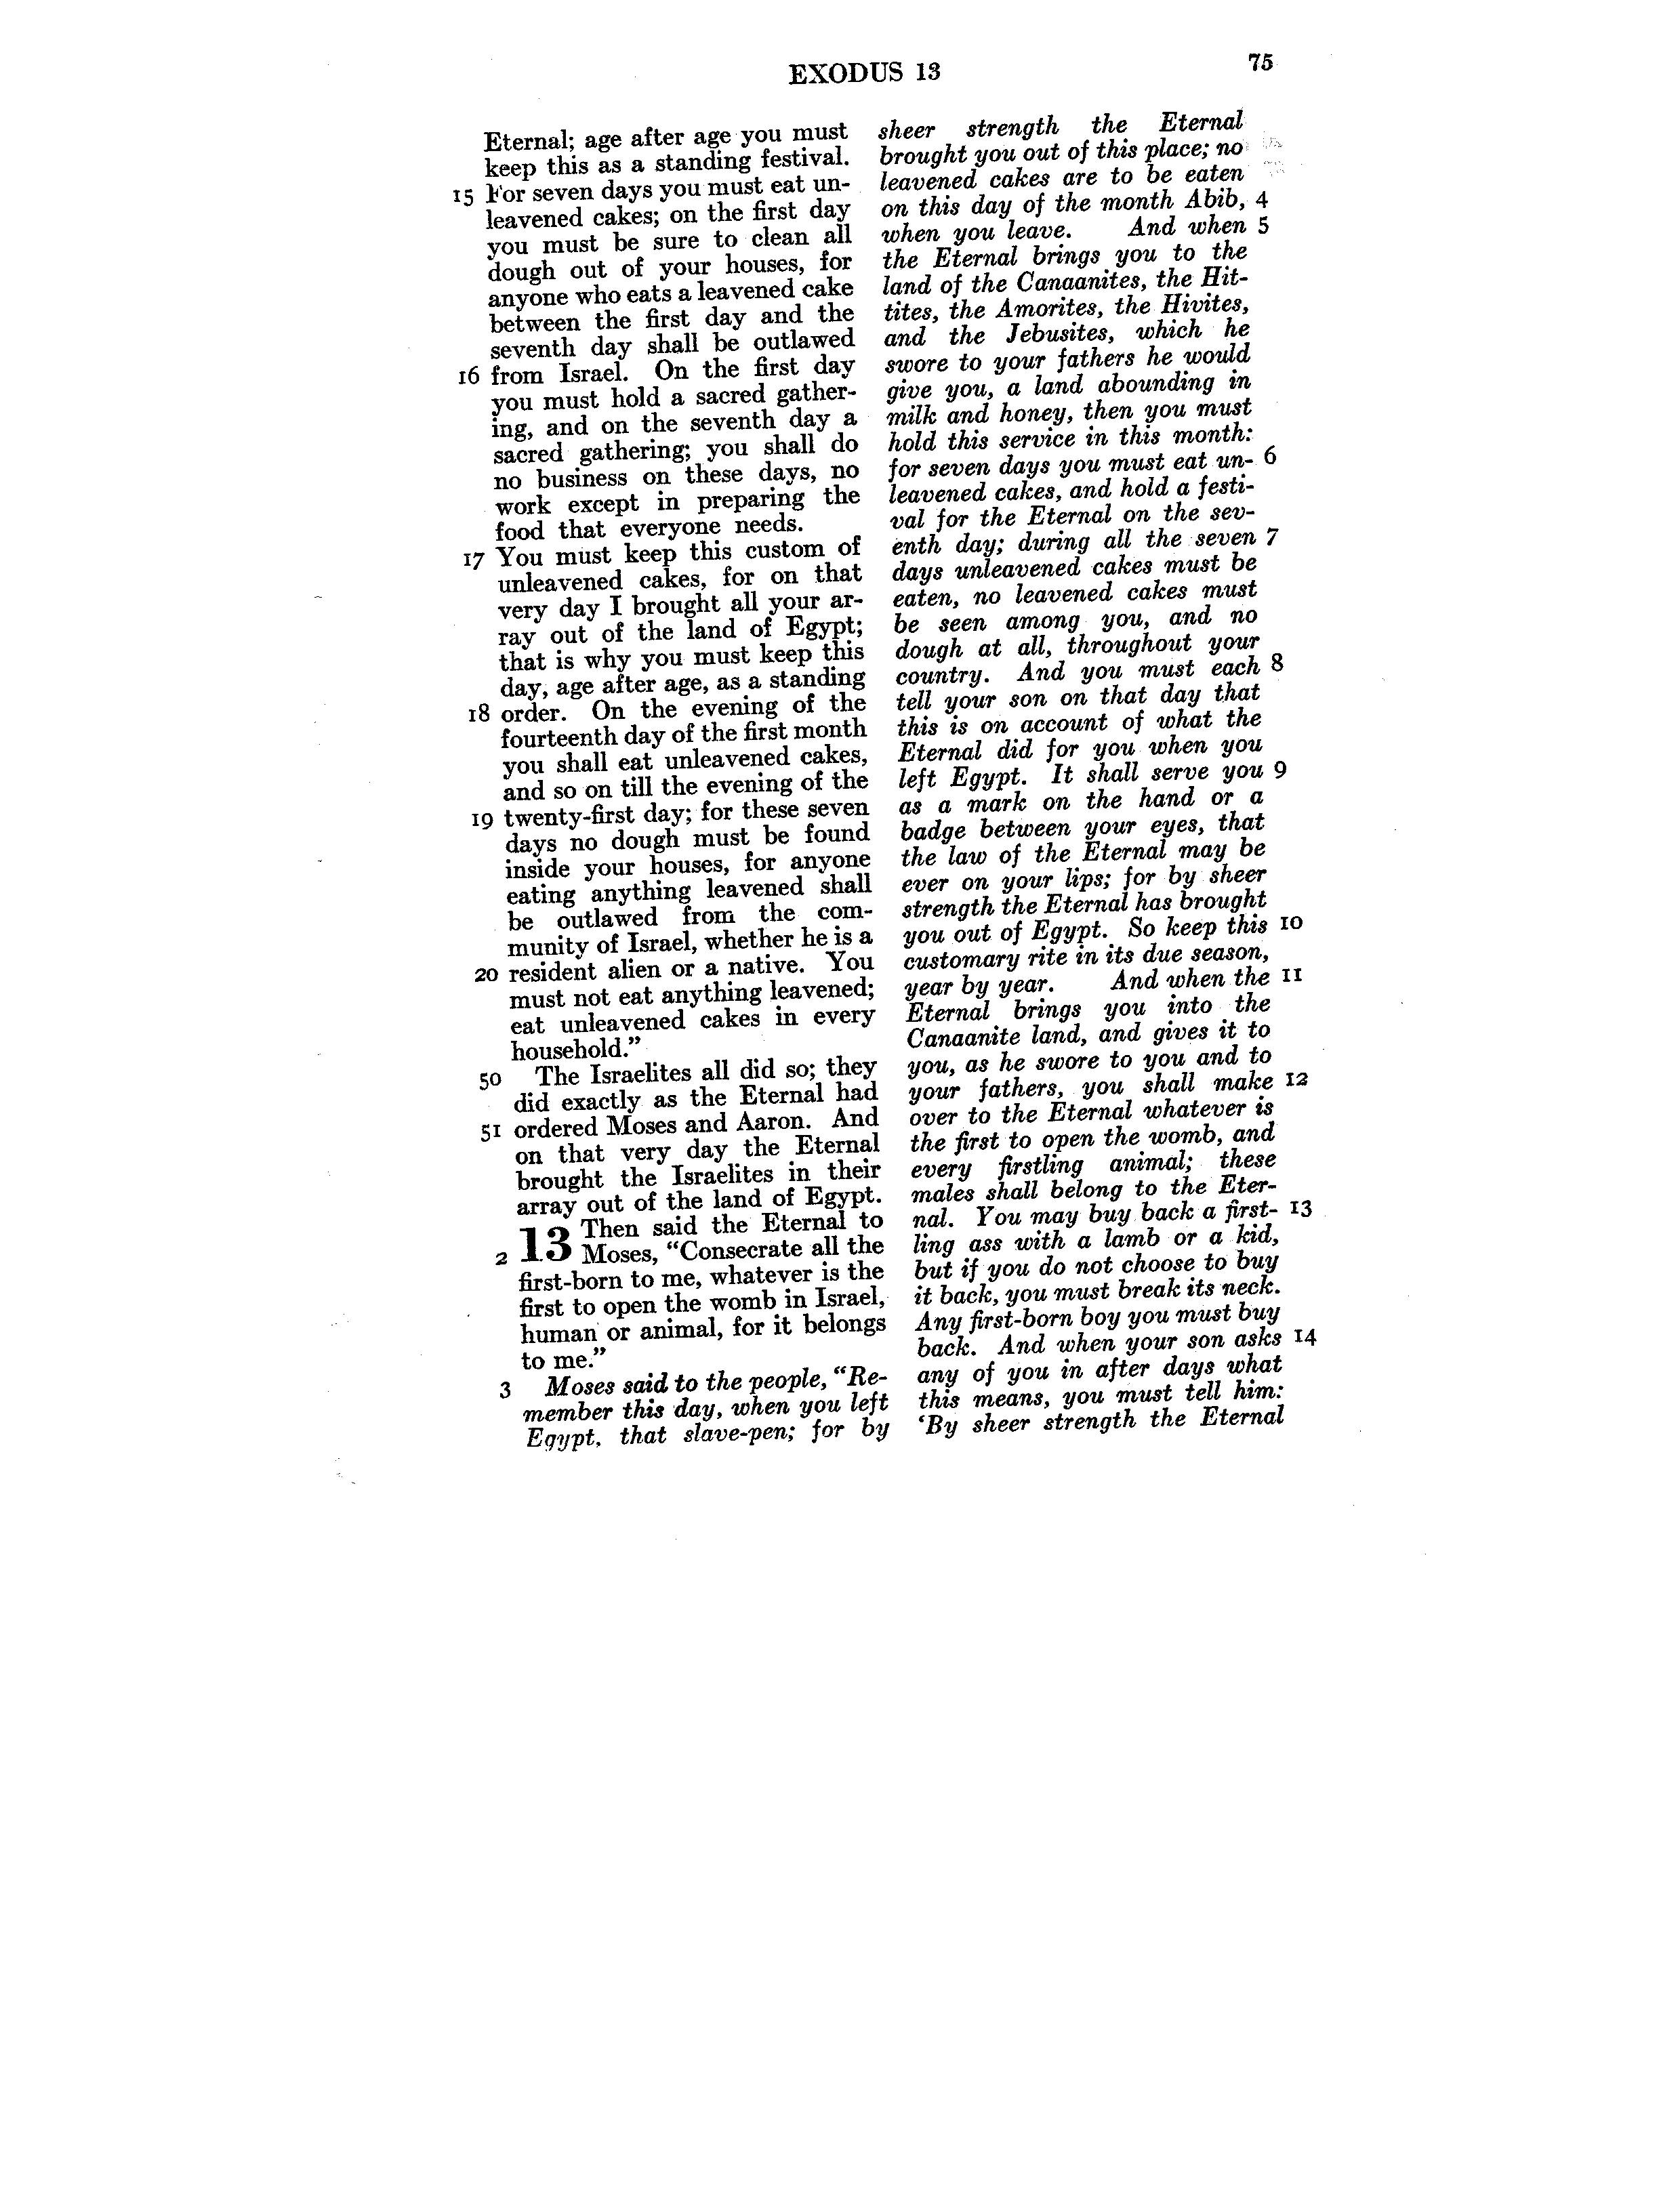 EXODUS 13
75
Eternal; age after age you must
keep this as a standing festival.
15 For seven days you must eat un-
leavened cakes; on the first day
you must be sure to clean all
dough out of your houses, for
anyone who eats a leavened cake
between the first day and the
seventh day shall be outlawed
16 from Israel. On the first day
you must hold a sacred gather-
ing, and on the seventh day a
sacred gathering; you shall do
no business on these days, no
work except in preparing the
food that everyone needs.
17 You must keep this custom of
unleavened cakes, for on that
very day I brought all your ar-
ray out of the land of Egypt;
that is why you must keep this
day, age after age, as a standing
18 order. On the evening of the
fourteenth day of the first month
you shall eat unleavened cakes,
and so on till the evening of the
19 twenty-first day; for these seven
days no dough must be found
inside your houses, for anyone
eating anything leavened shall
be outlawed from the com-
munity of Israel, whether he is a
20 resident alien or a native. You
must not eat anything leavened;
eat unleavened cakes in every
household.”
50 The Israelites all did so; they
did exactly as the Eternal had
51 ordered Moses and Aaron. And
on that very day the Eternal
brought the Israelites in their
array out of the land of Egypt.
13 Then said the Eternal to
2 Moses, “Consecrate all the
first-born to me, whatever is the
first to open the womb in Israel,
human or animal, for it belongs
to me.”
3 Moses said to the people, “Re-
member this day, when you left
Egypt, that slave-pen; for by
sheer strength the Eternal
brought you out of this place; no
leavened cakes are to be eaten
on this day of the month Abib, 4
when you leave. And when 5
the Eternal brings you to the
land of the Canaanites, the Hit-
tites, the Amorites, the Hivites,
and the Jebusites, which he
swore to your fathers he would
give you, a land abounding in
milk and honey, then you must
hold this service in this month:
for seven days you must eat un- 6
leavened cakes, and hold a festi-
val for the Eternal on the sev-
enth day; during all the seven 7
days unleavened cakes must be
eaten, no leavened cakes must
be seen among you, and no
dough at all, throughout your
country. And you must each 8
tell your son on that day that
this is on account of what the
Eternal did for you when you
left Egypt. It shall serve you 9
as a mark on the hand or a
badge between your eyes, that
the law of the Eternal may be
ever on your lips; for by sheer
strength the Eternal has brought
you out of Egypt. So keep this 10
customary rite in its due season,
year by year. And when the 11
Eternal brings you into the
Canaanite land, and gives it to
you, as he swore to you and to
your fathers, you shall make 12
over to the Eternal whatever is
the first to open the womb, and
every firstling animal; these
males shall belong to the Eter-
nal. You may buy back a first- 13
ling ass with a lamb or a kid,
but if you do not choose to buy
it back, you must break its neck.
Any first-born boy you must buy
back. And when your son asks 14
any of you in after days what
this means, you must tell him:
‘By sheer strength the Eternal